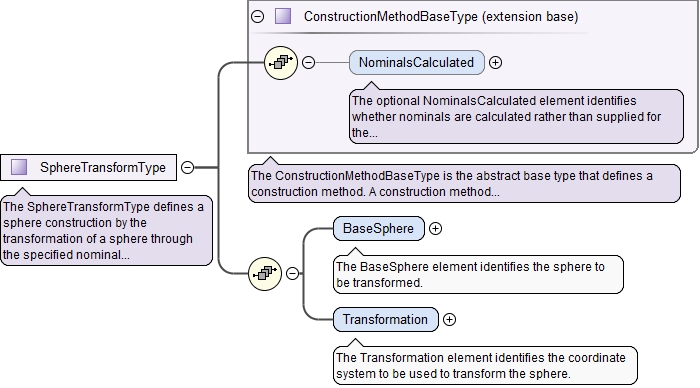 ConstructionMethodBaseType (extension base)
NominalsCalculated
The optional NominalsCalculated element identifies
whether nominals are calculated rather than supplied for
the...
SphereTransformType
The SphereTransformType defines a
sphere construction by the
transformation of a sphere through
the specified nominal...
The ConstructionMethodBaseType is the abstract base type that defines a
construction method. A construction method...
BaseSphere
The BaseSphere element identifies the sphere to
be transformed.
Transformation
The Transformation element identifies the coordinate
system to be used to transform the sphere.